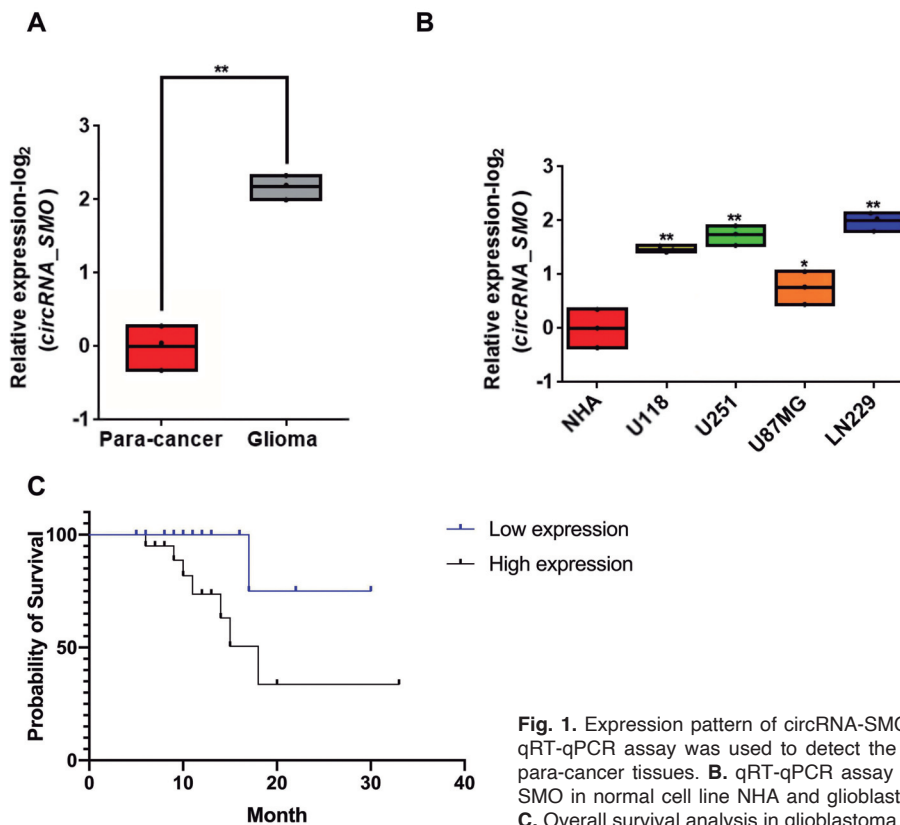 A
**
Relative expression-log2
(circRNA_SMO )
3
2
1
0
-1
Para-cancer
Glioma
B
Relative expression-log2
(circRNA_SMO )
3
2
1
0
-1
**
**
*
**
NHA
U118
U251
U87MG
LN229
C
Probability of Survival
100
50
0
0
10
20
30
40
Month
Low expression
High expression
Fig. 1. Expression pattern of circRNA-SMO
qRT-qPCR assay was used to detect the
para-cancer tissues. B. qRT-qPCR assay
SMO in normal cell line NHA and glioblast
C. Overall survival analysis in glioblastoma